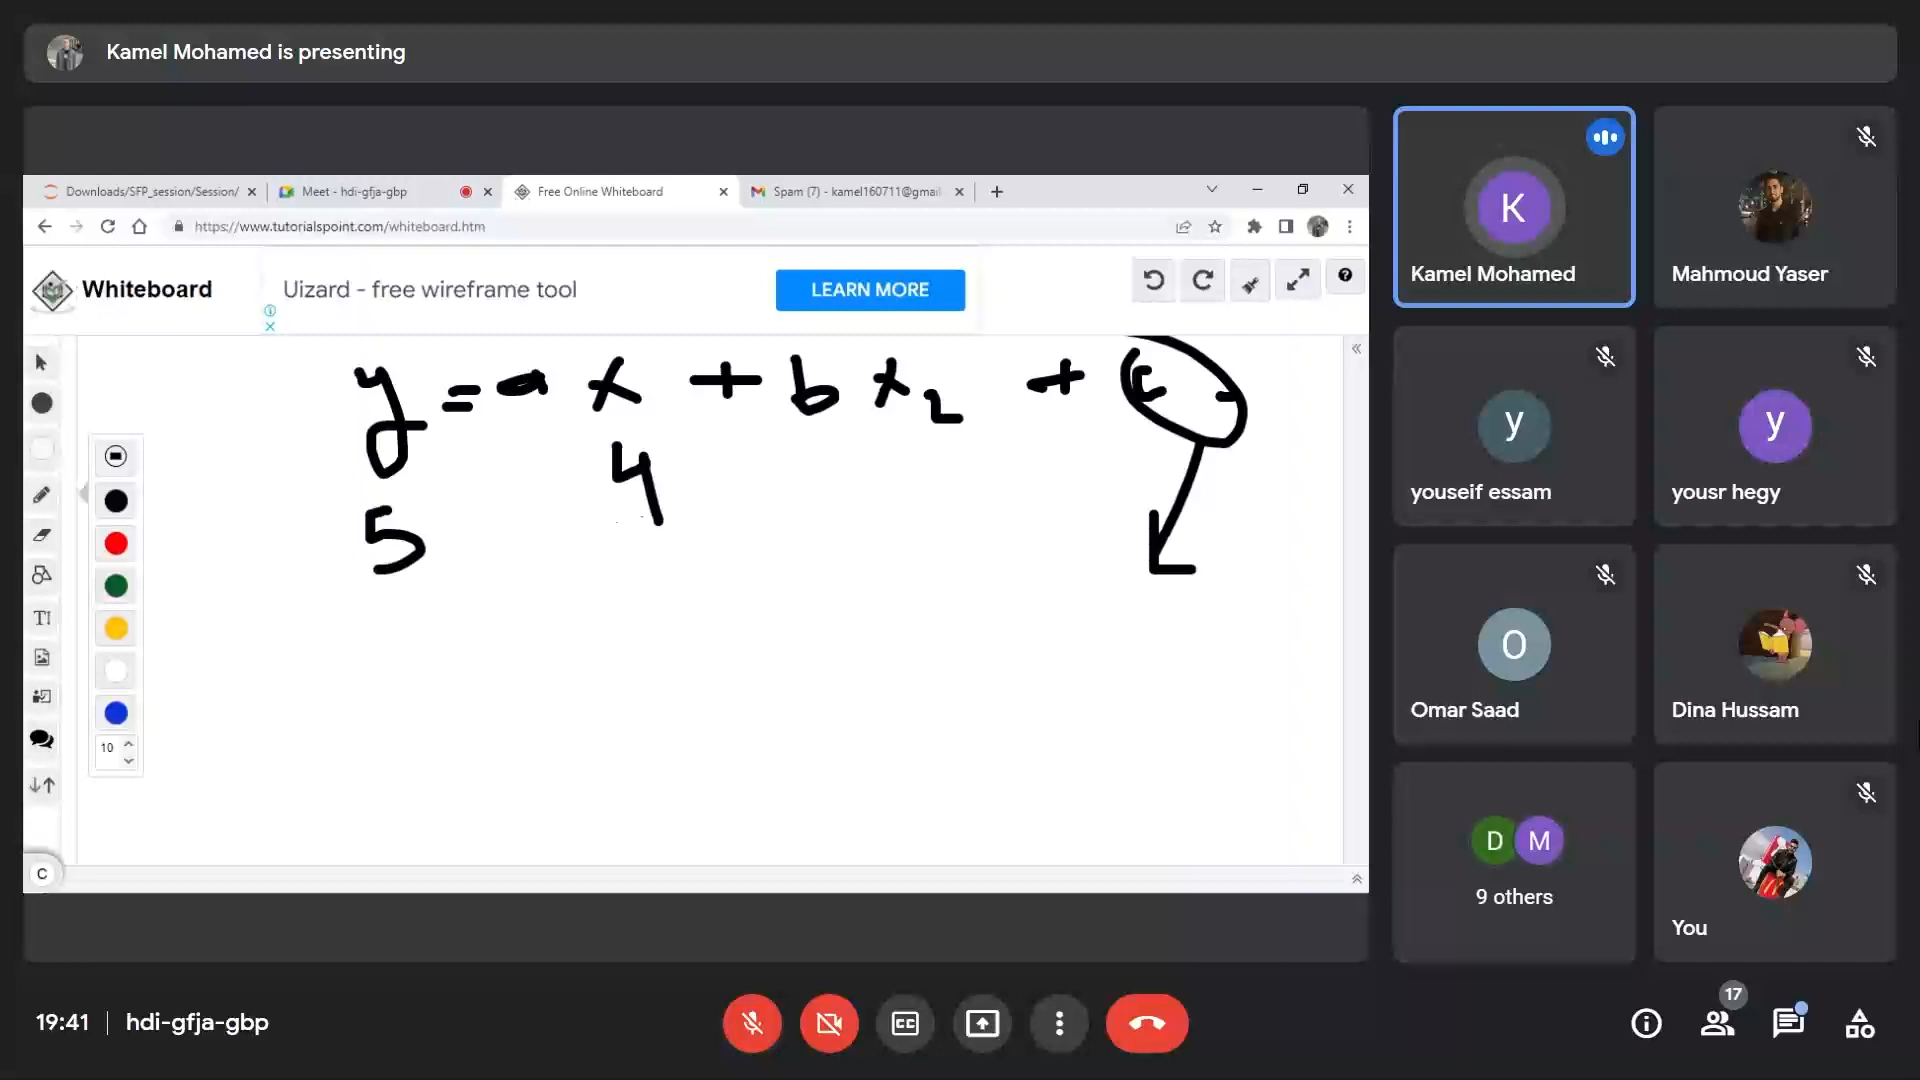 Kamel Mohamed is presenting
Downloads/SFP_session/Session/
Meet - hdi-gfja-gbp
Free Online Whiteboard
Spam (7) - kamel160711@gmai
https://www.tutorialspoint.com/whiteboard.htm
Whiteboard
Uizard - free wireframe tool
LEARN MORE
y = a x + b x2 + c
4
5
10
C
K
Kamel Mohamed
Mahmoud Yaser
y
youseif essam
y
yousr hegy
O
Omar Saad
Dina Hussam
D
M
9 others
You
19:41
hdi-gfja-gbp
CC
17